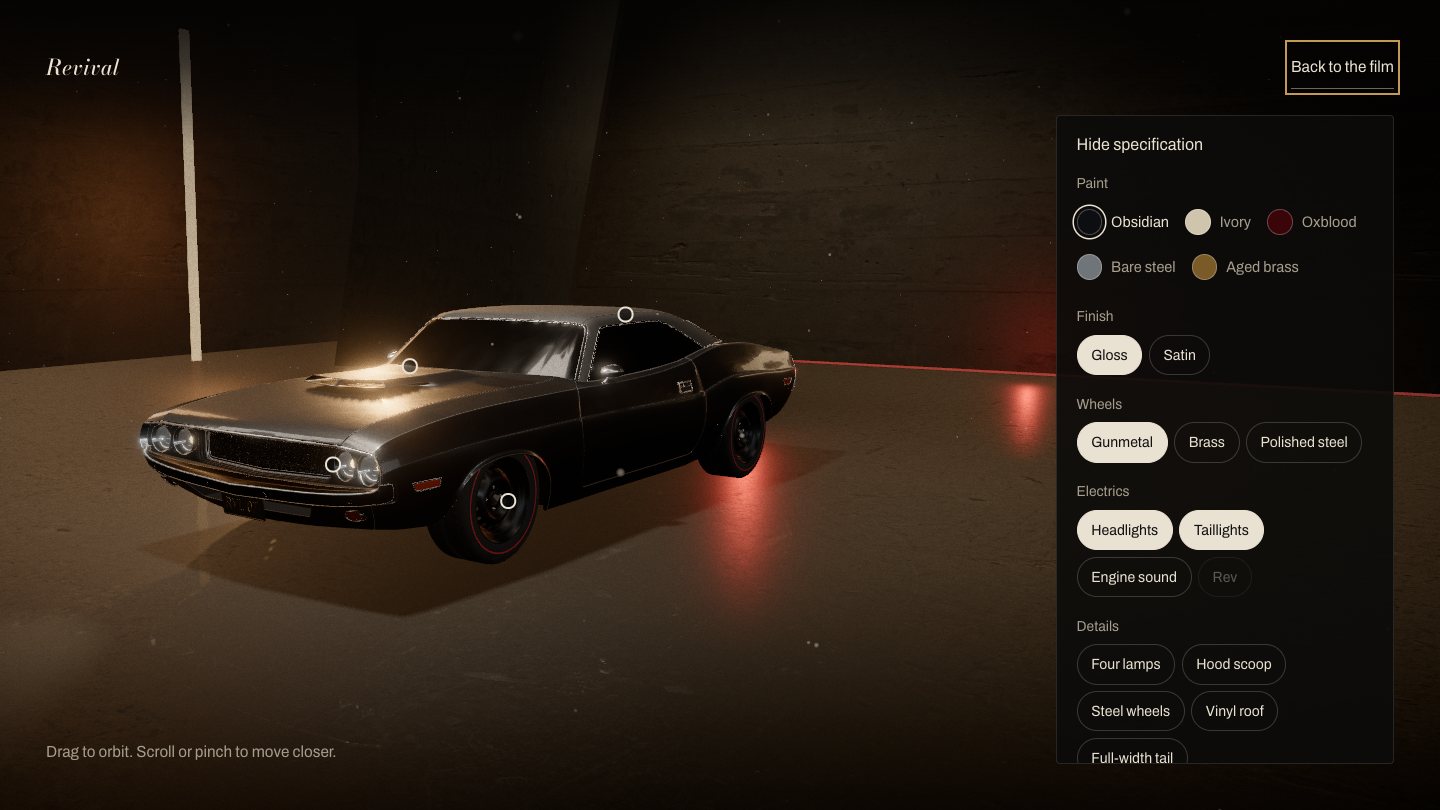 Revival
Back to the film
Hide specification
Paint
Obsidian Ivory Oxblood
Bare steel Aged brass
Finish
Gloss Satin
Wheels
Gunmetal Brass Polished steel
Electrics
Headlights Taillights
Engine sound Rev
Details
Four lamps Hood scoop
Steel wheels Vinyl roof
Full-width tail
Drag to orbit. Scroll or pinch to move closer.